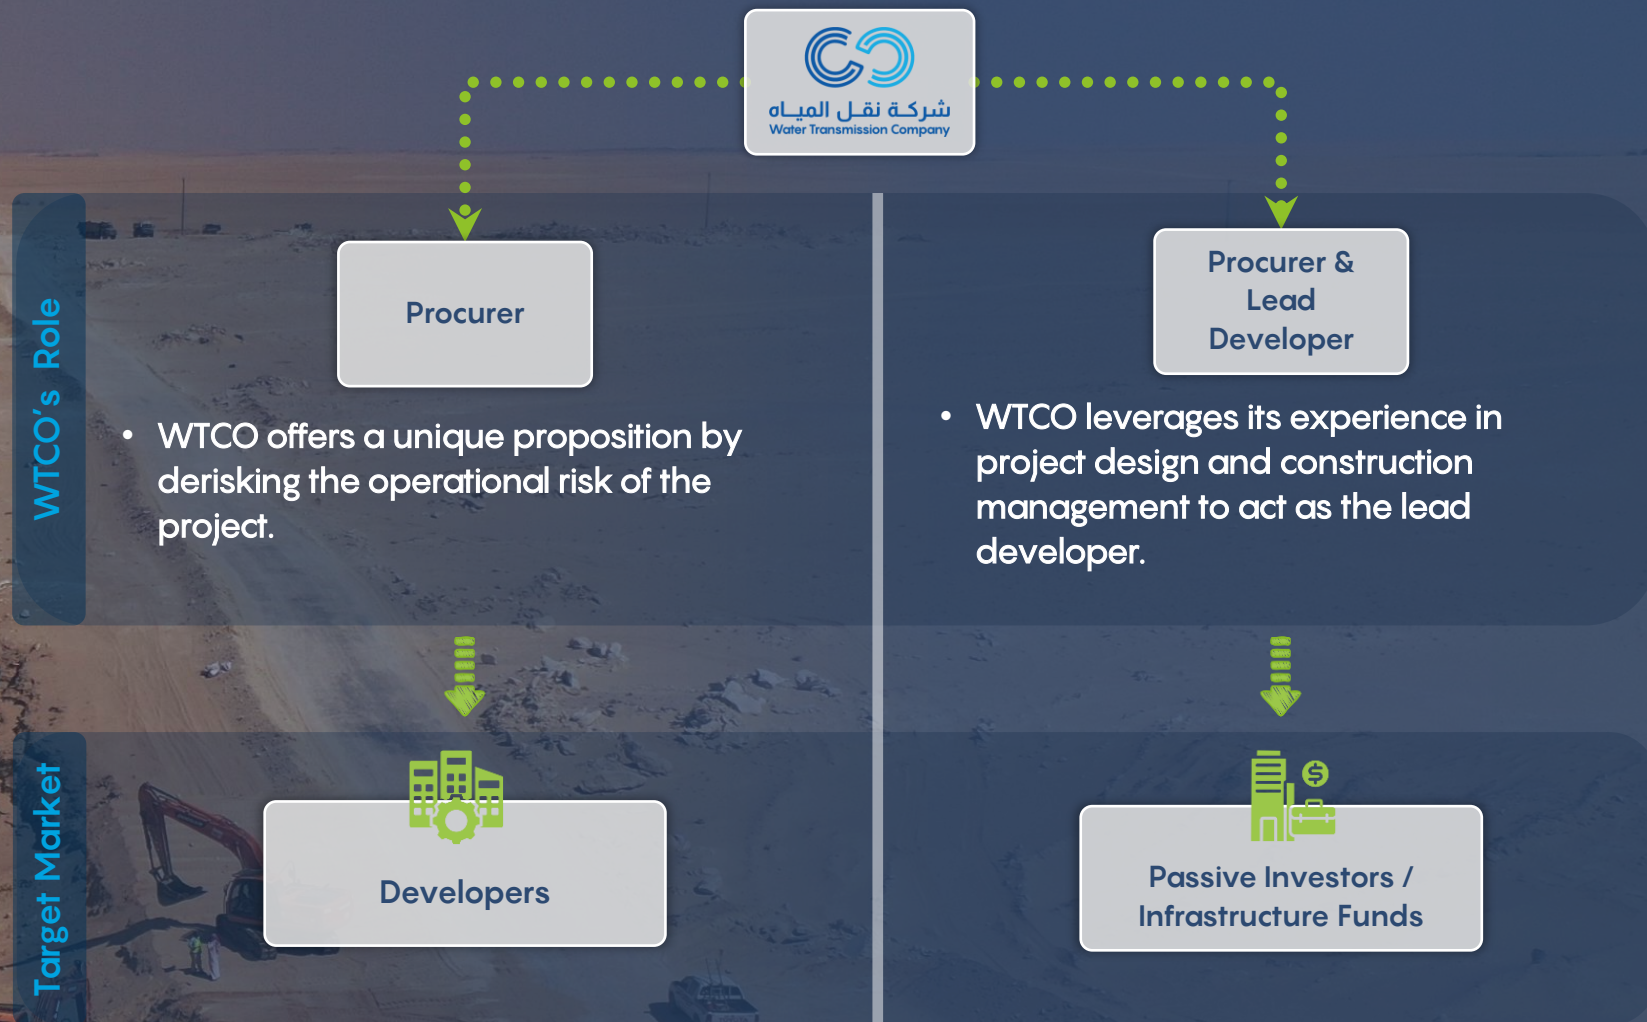 شركة نقل المياه
Water Transmission Company
WTCO's Role
Procurer
• WTCO offers a unique proposition by
derisking the operational risk of the
project.
Procurer &
Lead
Developer
• WTCO leverages its experience in
project design and construction
management to act as the lead
developer.
Target Market
Developers
$
Passive Investors /
Infrastructure Funds